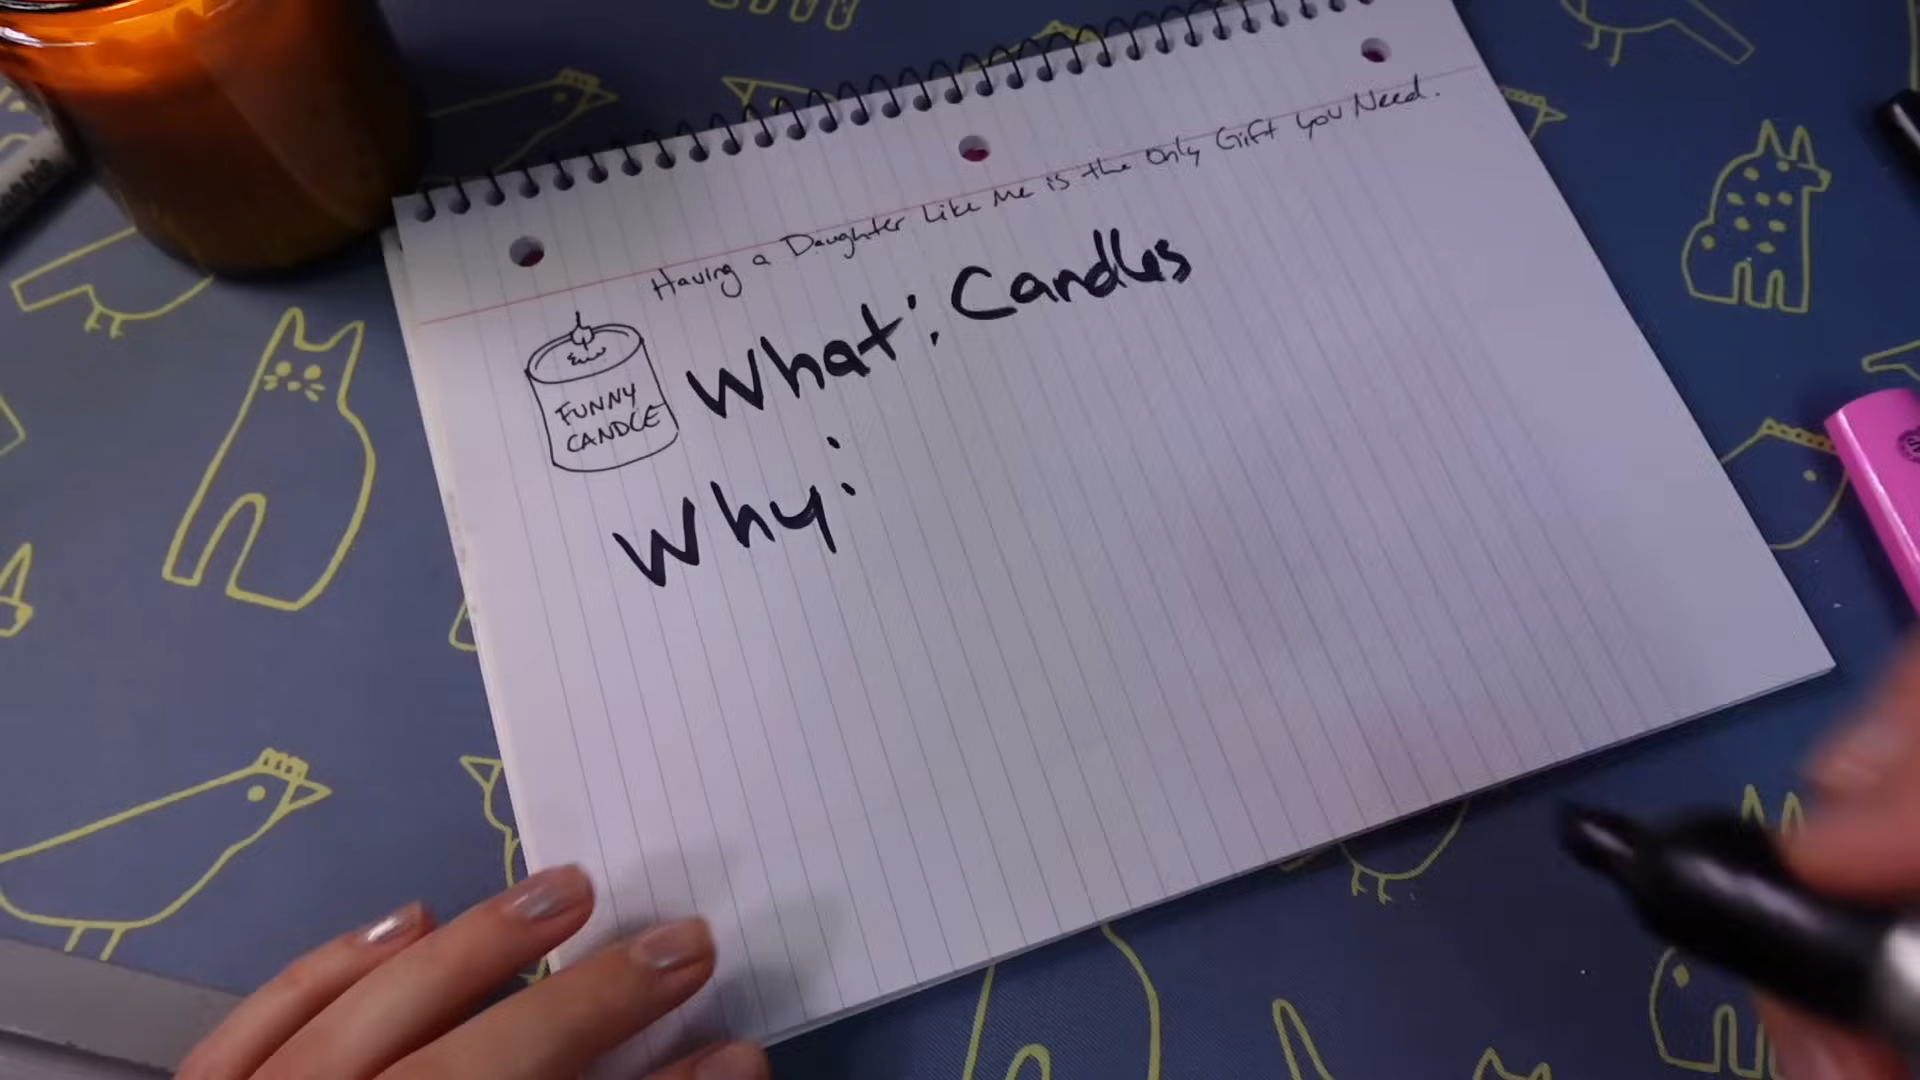 Having a Daughter Like Me is the Only Gift You Need.
What: Candles
FUNNY
CANDLE
Why: